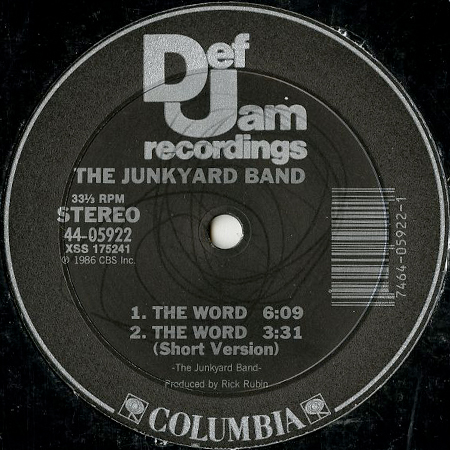 Def
Jam
recordings
THE JUNKYARD BAND
33⅓ RPM
STEREO
44-05922
XSS 175241
℗ 1986 CBS Inc.
7464-05922-1
1. THE WORD 6:09
2. THE WORD 3:31
(Short Version)
-The Junkyard Band-
Produced by Rick Rubin
COLUMBIA